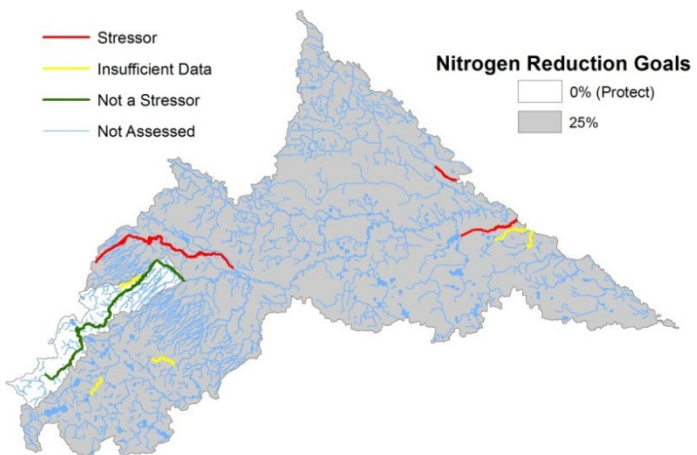 Stressor
Insufficient Data
Not a Stressor
Not Assessed
Nitrogen Reduction Goals
0% (Protect)
25%